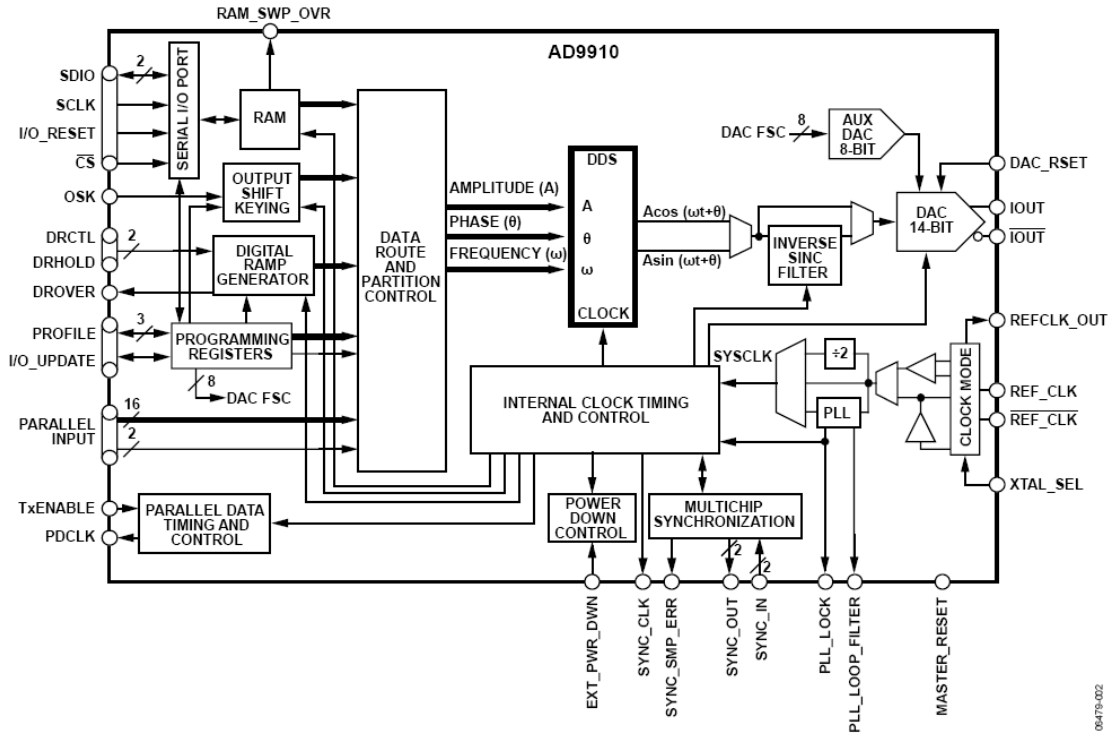 RAM_SWP_OVR
AD9910
SDIO
2
SCLK
I/O_RESET
CS
SERIAL I/O PORT
RAM
OSK
OUTPUT
SHIFT
KEYING
DRCTL
2
DRHOLD
DROVER
DIGITAL
RAMP
GENERATOR
PROFILE
3
I/O_UPDATE
PROGRAMMING
REGISTERS
8
DAC FSC
PARALLEL
INPUT
16
2
TxENABLE
PDCLK
PARALLEL DATA
TIMING AND
CONTROL
DATA
ROUTE
AND
PARTITION
CONTROL
AMPLITUDE (A)
PHASE (θ)
FREQUENCY (ω)
DDS
A
θ
ω
CLOCK
Acos (ωt+θ)
Asin (ωt+θ)
INVERSE
SINC
FILTER
DAC FSC
8
AUX
DAC
8-BIT
DAC
14-BIT
DAC_RSET
IOUT
IOUT
REFCLK_OUT
REF_CLK
REF_CLK
XTAL_SEL
CLOCK MODE
SYSCLK
÷2
PLL
INTERNAL CLOCK TIMING
AND CONTROL
POWER
DOWN
CONTROL
MULTICHIP
SYNCHRONIZATION
2
2
EXT_PWR_DWN
SYNC_CLK
SYNC_SMP_ERR
SYNC_OUT
SYNC_IN
PLL_LOCK
PLL_LOOP_FILTER
MASTER_RESET
06479-002